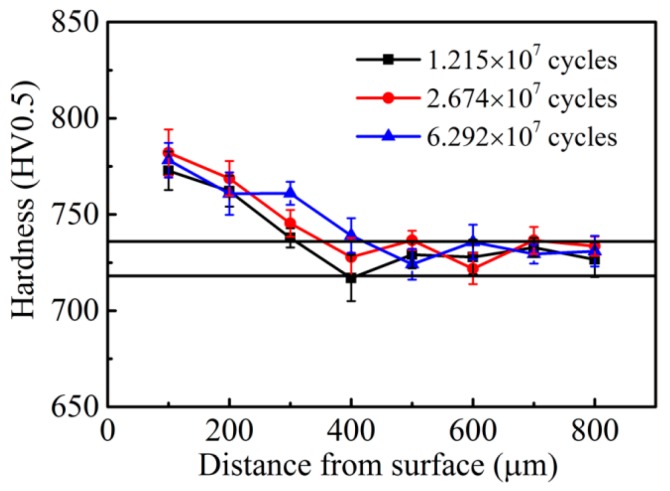 850
800
750
700
650
0
200
400
600
800
Hardness (HV0.5)
Distance from surface (μm)
1.215×10⁷ cycles
2.674×10⁷ cycles
6.292×10⁷ cycles